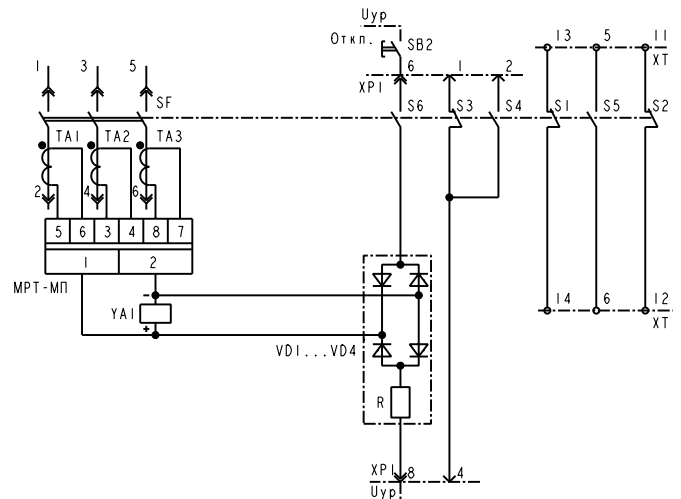 Uур
Откл.
SB2
13 5 11
XT
6 1 2
XP1
1 3 5
SF
S6 S3 S4 S1 S5 S2
TA1 TA2 TA3
2 4 6
5 6 3 4 8 7
1 2
МРТ-МП
−
YA1
+
14 6 12
XT
VD1...VD4
R
XP1 8 4
Uур